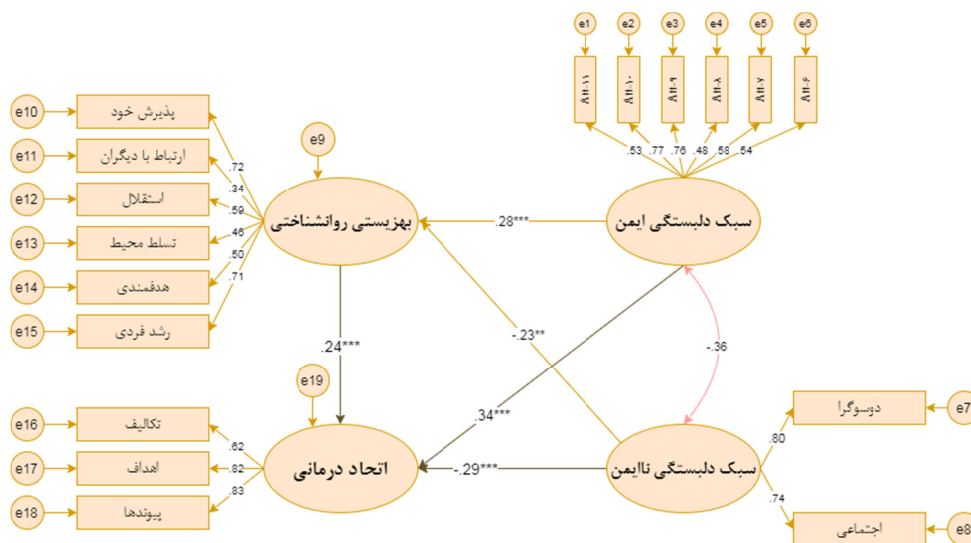 e1 e2 e3 e4 e5 e6
AH-۱۱ AH-۱۰ AH-۹ AH-۸ AH-۷ AH-۶
.53 .77 .76 .48 .58 .54
e10 پذیرش خود
e11 ارتباط با دیگران
e12 استقلال
e13 تسلط محیط
e14 هدفمندی
e15 رشد فردی
.72
.34
.59
.46
.50
.71
e9
بهزیستی روانشناختی
.28***
سبک دلبستگی ایمن
-.23**
-.36
.24***
.34***
e19
e16 تکالیف
e17 اهداف
e18 پیوندها
.62
.82
.83
اتحاد درمانی
-.29***
سبک دلبستگی ناایمن
.80
.74
دوسوگرا e7
اجتماعی e8